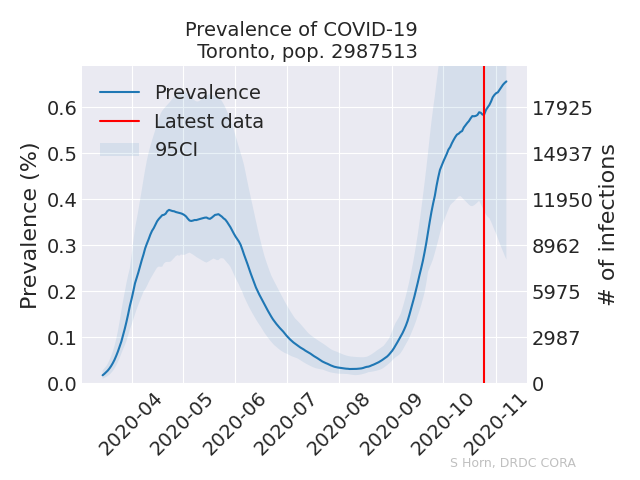 Prevalence of COVID-19
Toronto, pop. 2987513
Prevalence
Latest data
95CI
Prevalence (%)
0.6
0.5
0.4
0.3
0.2
0.1
0.0
17925
14937
11950
8962
5975
2987
0
# of infections
2020-04
2020-05
2020-06
2020-07
2020-08
2020-09
2020-10
2020-11
S Horn, DRDC CORA